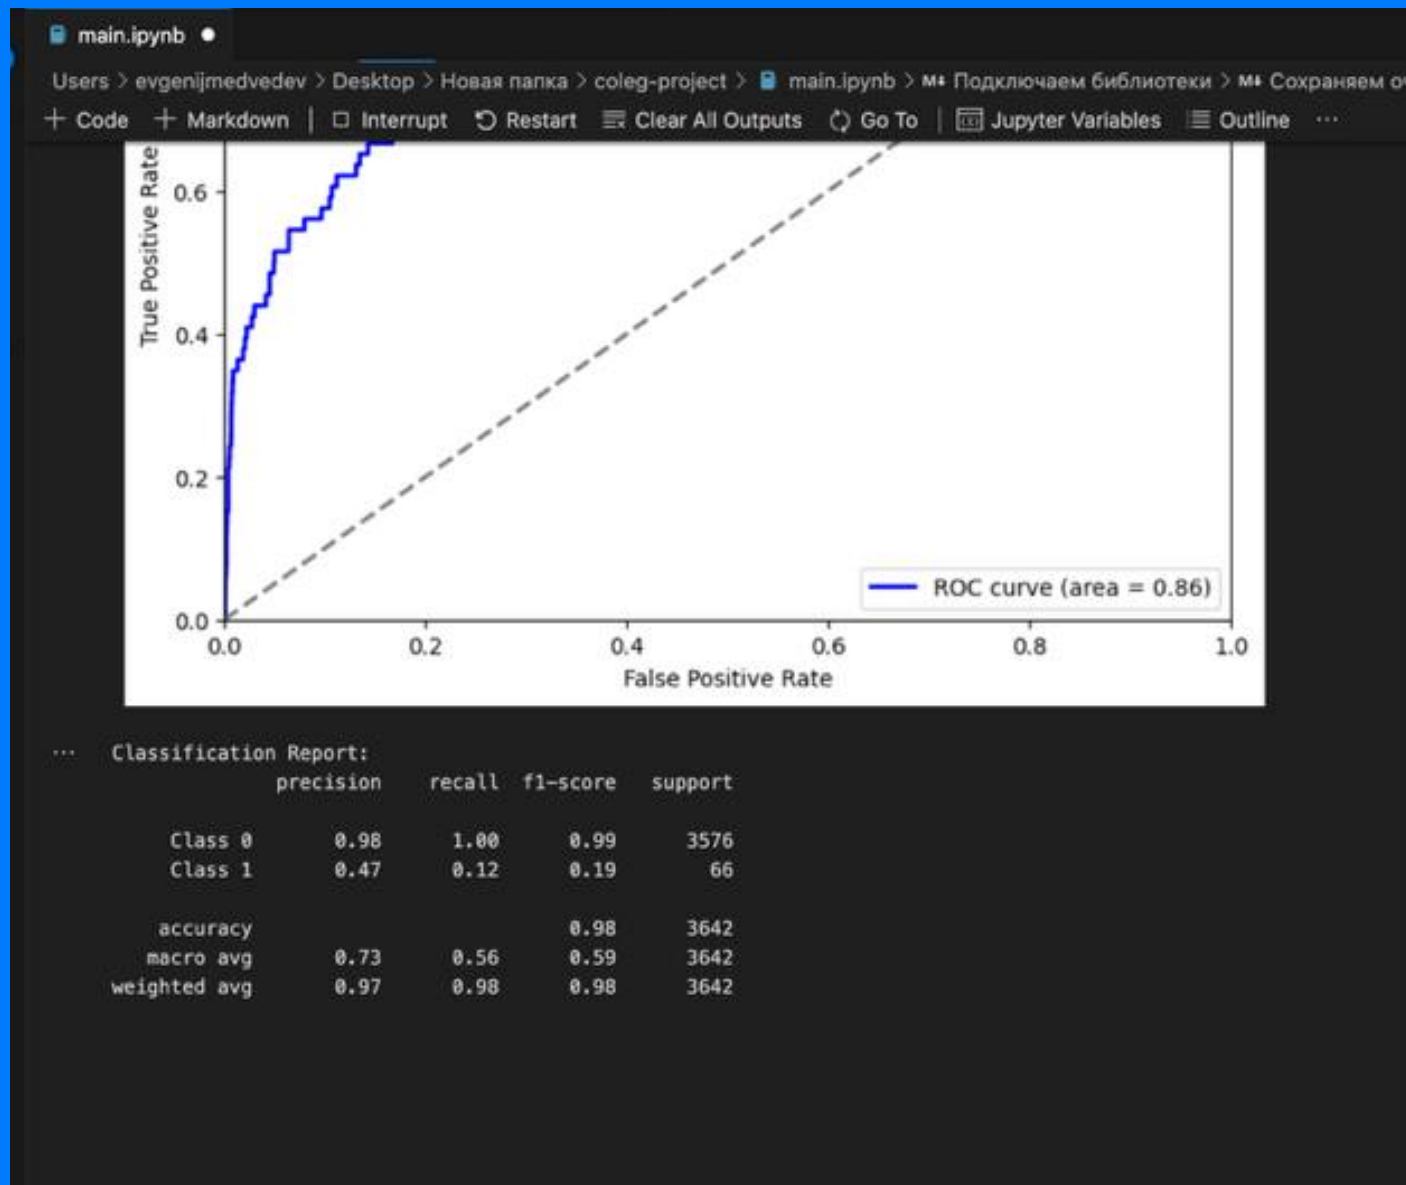 main.ipynb
Users > evgenijmedvedev > Desktop > Новая папка > coleg-project > main.ipynb > M↓ Подключаем библиотеки > M↓ Сохраняем
+ Code + Markdown | Interrupt Restart Clear All Outputs Go To | Jupyter Variables Outline ...
True Positive Rate
0.6
0.4
0.2
0.0
ROC curve (area = 0.86)
0.0 0.2 0.4 0.6 0.8 1.0
False Positive Rate
... Classification Report:
precision recall f1-score support
Class 0 0.98 1.00 0.99 3576
Class 1 0.47 0.12 0.19 66
accuracy 0.98 3642
macro avg 0.73 0.56 0.59 3642
weighted avg 0.97 0.98 0.98 3642